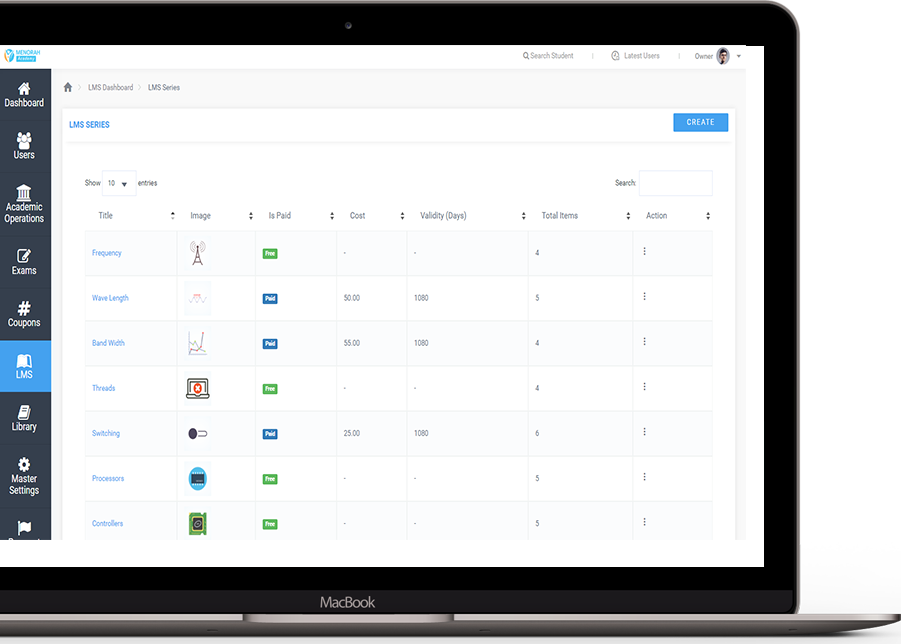 MENORAH
Academy
Search Student
Latest Users
Owner
Dashboard
Users
Academic
Operations
Exams
Coupons
LMS
Library
Master
Settings
LMS Dashboard
LMS Series
LMS SERIES
CREATE
Show 10 entries
Search:
Title Image Is Paid Cost Validity (Days) Total Items Action
Frequency Free - - 4
Wave Length Paid 50.00 1080 5
Band Width Paid 55.00 1080 4
Threads Free - - 4
Switching Paid 25.00 1080 6
Processors Free - - 5
Controllers Free - - 5
MacBook